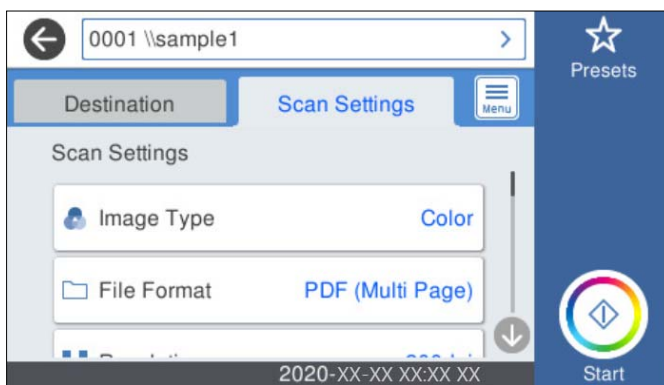 0001 \\sample1
Presets
Destination
Scan Settings
Menu
Scan Settings
Image Type
Color
File Format
PDF (Multi Page)
2020-XX-XX XX:XX XX
Start